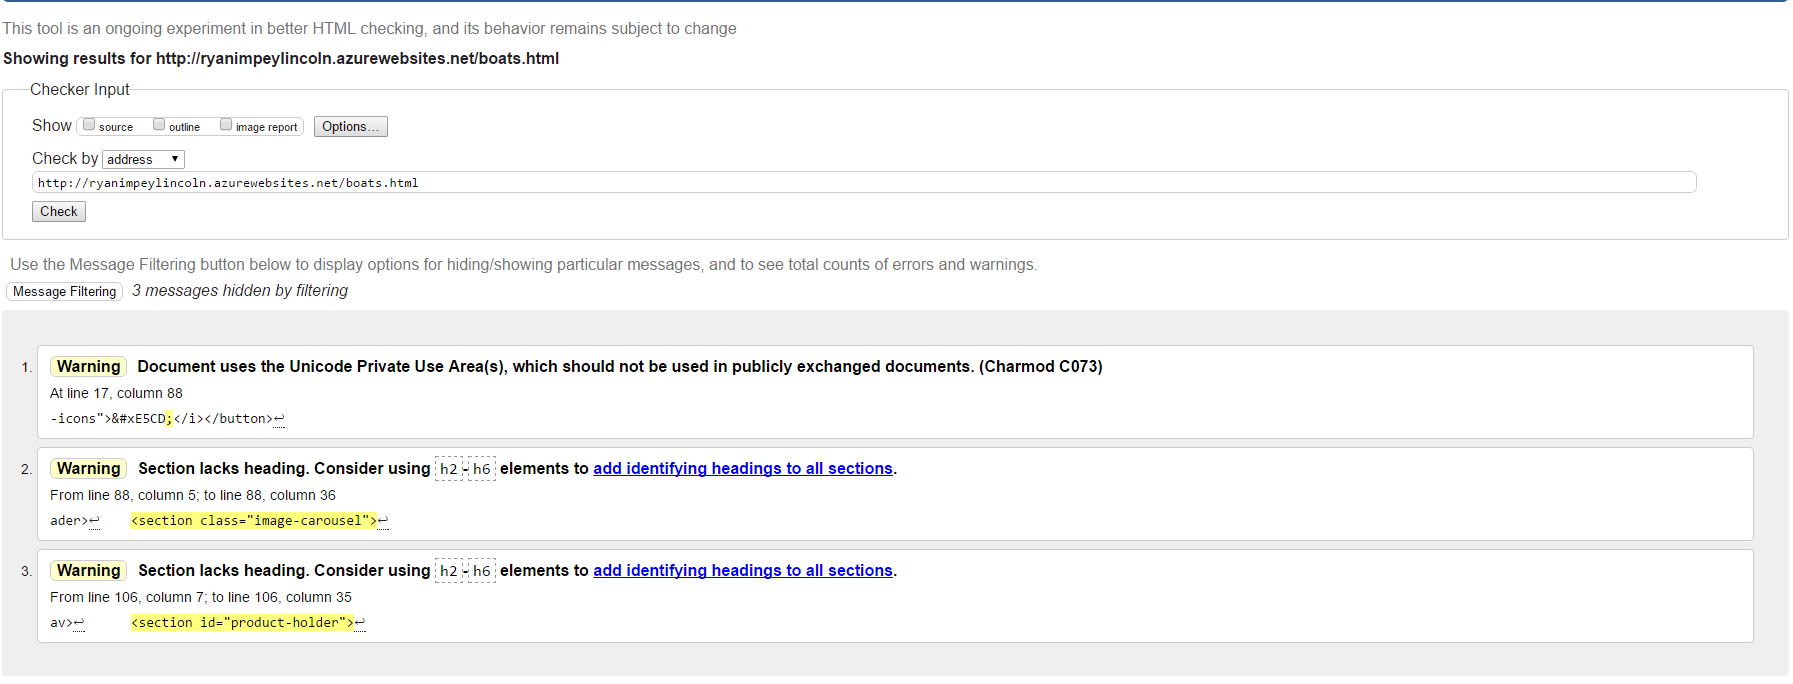 This tool is an ongoing experiment in better HTML checking, and its behavior remains subject to change
Showing results for http://ryanimpeylincoln.azurewebsites.net/boats.html
Checker Input
Show source outline image report Options...
Check by address ▼
http://ryanimpeylincoln.azurewebsites.net/boats.html
Check
Use the Message Filtering button below to display options for hiding/showing particular messages, and to see total counts of errors and warnings.
Message Filtering 3 messages hidden by filtering
1. Warning Document uses the Unicode Private Use Area(s), which should not be used in publicly exchanged documents. (Charmod C073)
At line 17, column 88
-icons">&#xE5CD;</i></button>↩
2. Warning Section lacks heading. Consider using h2-h6 elements to add identifying headings to all sections.
From line 88, column 5; to line 88, column 36
ader>↩ <section class="image-carousel">↩
3. Warning Section lacks heading. Consider using h2-h6 elements to add identifying headings to all sections.
From line 106, column 7; to line 106, column 35
av>↩ <section id="product-holder">↩